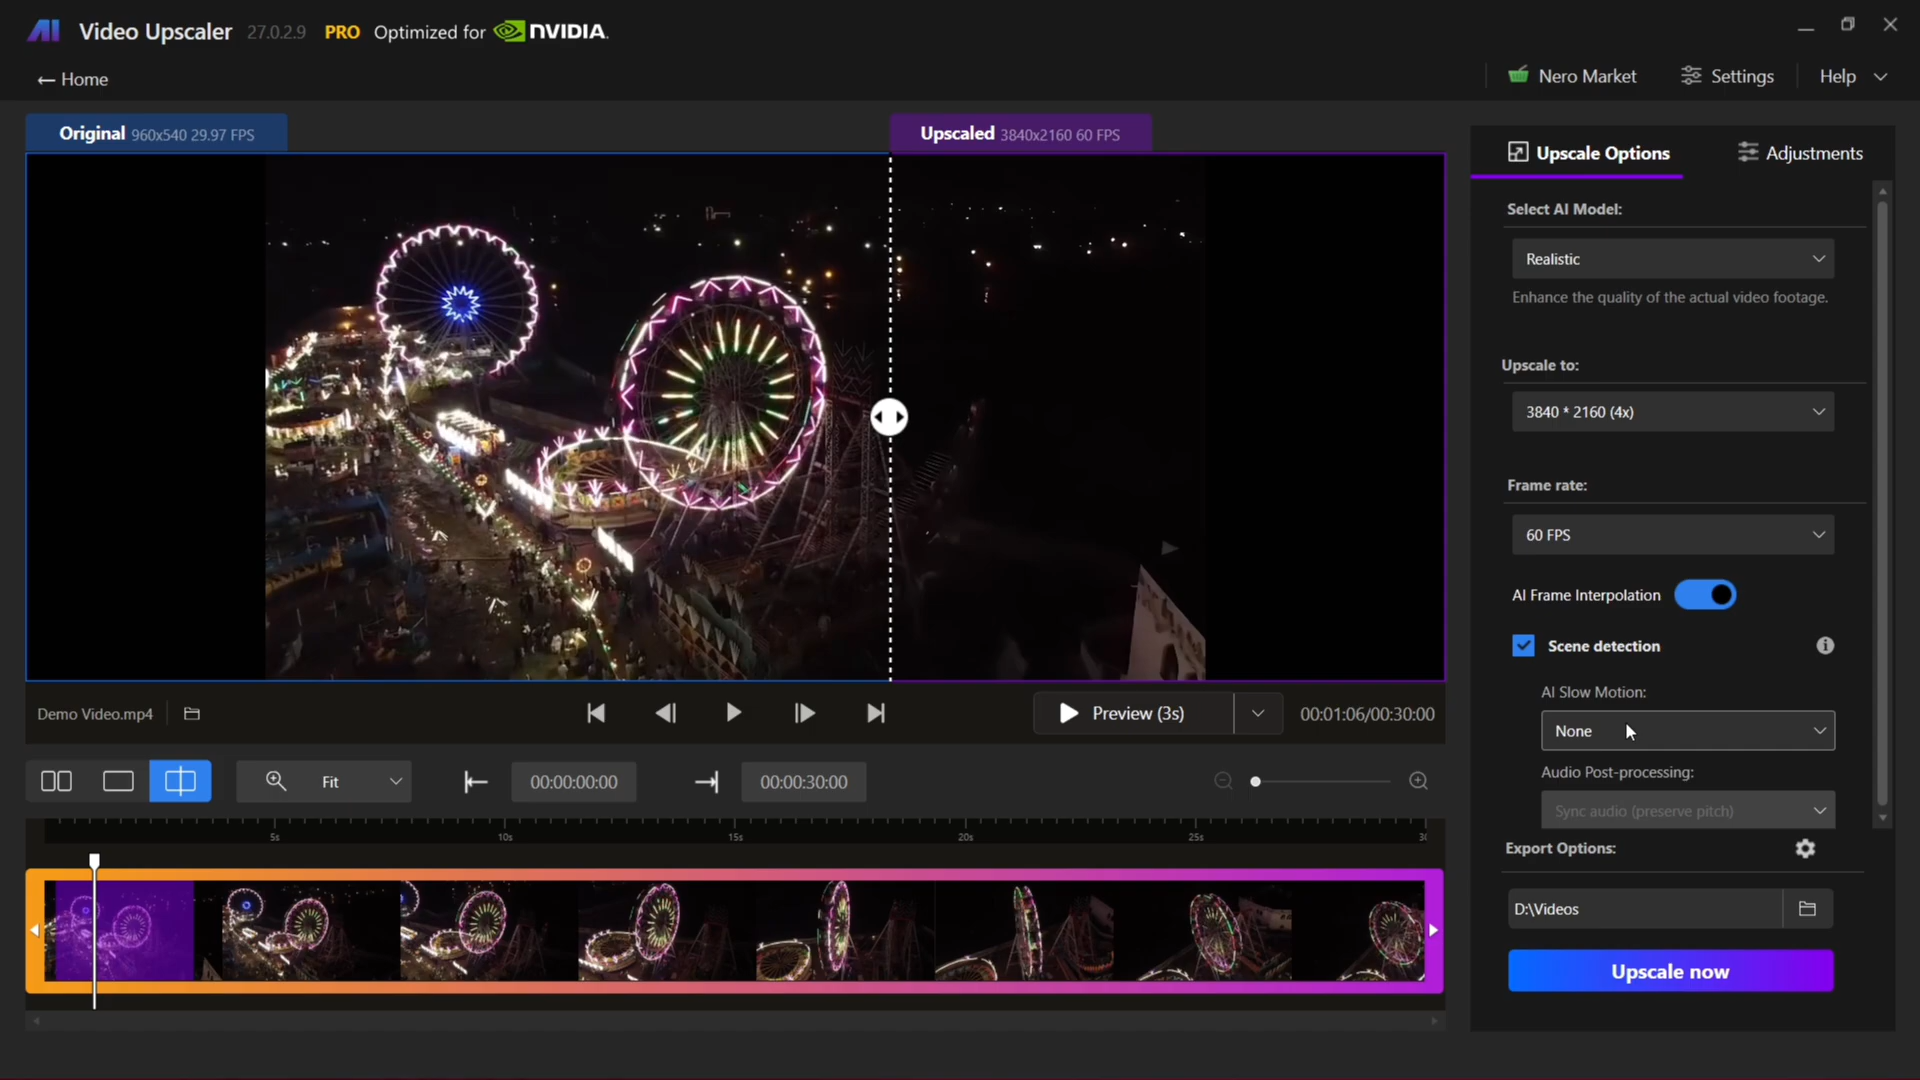 AI Video Upscaler 27.0.2.9 PRO Optimized for NVIDIA.
← Home
Nero Market
Settings
Help
Original 960x540 29.97 FPS
Upscaled 3840x2160 60 FPS
Upscale Options
Adjustments
Select AI Model:
Realistic
Enhance the quality of the actual video footage.
Upscale to:
3840 * 2160 (4x)
Frame rate:
60 FPS
AI Frame Interpolation
Scene detection
AI Slow Motion:
None
Audio Post-processing:
Sync audio (preserve pitch)
Export Options:
D:\Videos
Upscale now
Demo Video.mp4
Preview (3s)
00:01:06/00:30:00
Fit
00:00:00:00
00:00:30:00
5s 10s 15s 20s 25s